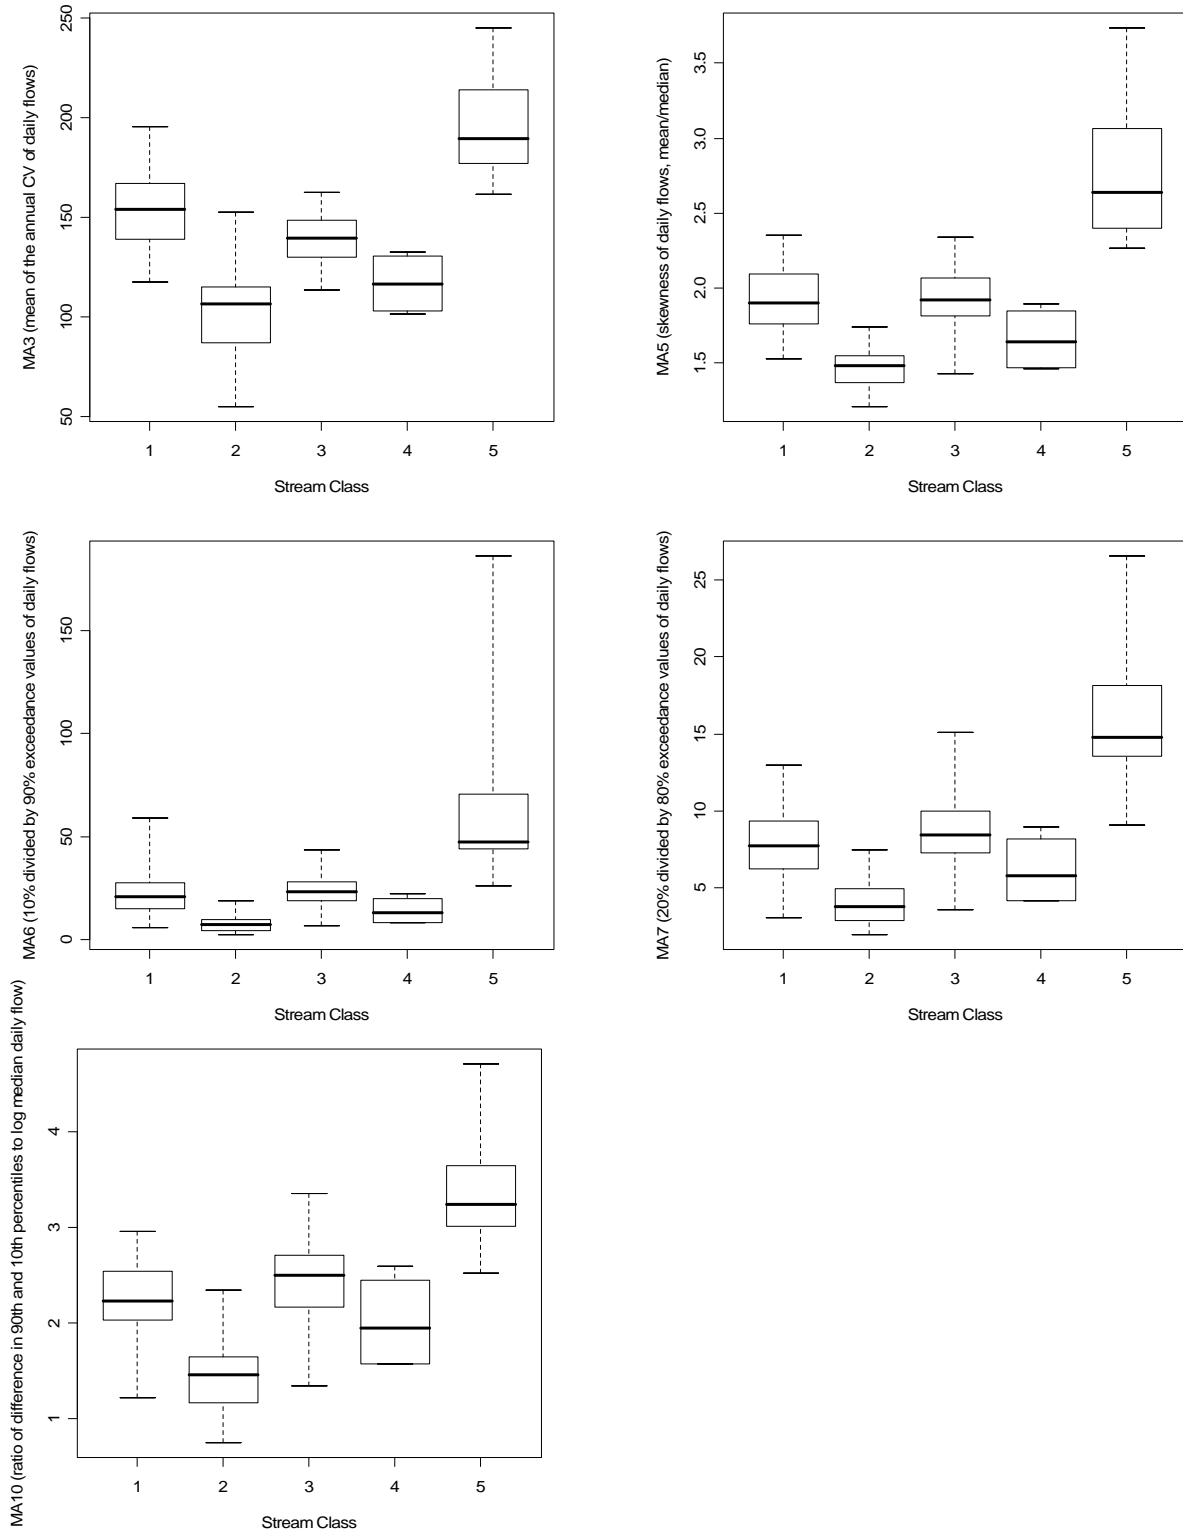 MA3 (mean of the annual CV of daily flows)
250
200
150
100
50
1 2 3 4 5
Stream Class
MA5 (skewness of daily flows, mean/median)
3.5
3.0
2.5
2.0
1.5
1 2 3 4 5
Stream Class
MA6 (10% divided by 90% exceedance values of daily flows)
150
100
50
0
1 2 3 4 5
Stream Class
MA7 (20% divided by 80% exceedance values of daily flows)
25
20
15
10
5
1 2 3 4 5
Stream Class
MA10 (ratio of difference in 90th and 10th percentiles to log median daily flow)
4
3
2
1
1 2 3 4 5
Stream Class